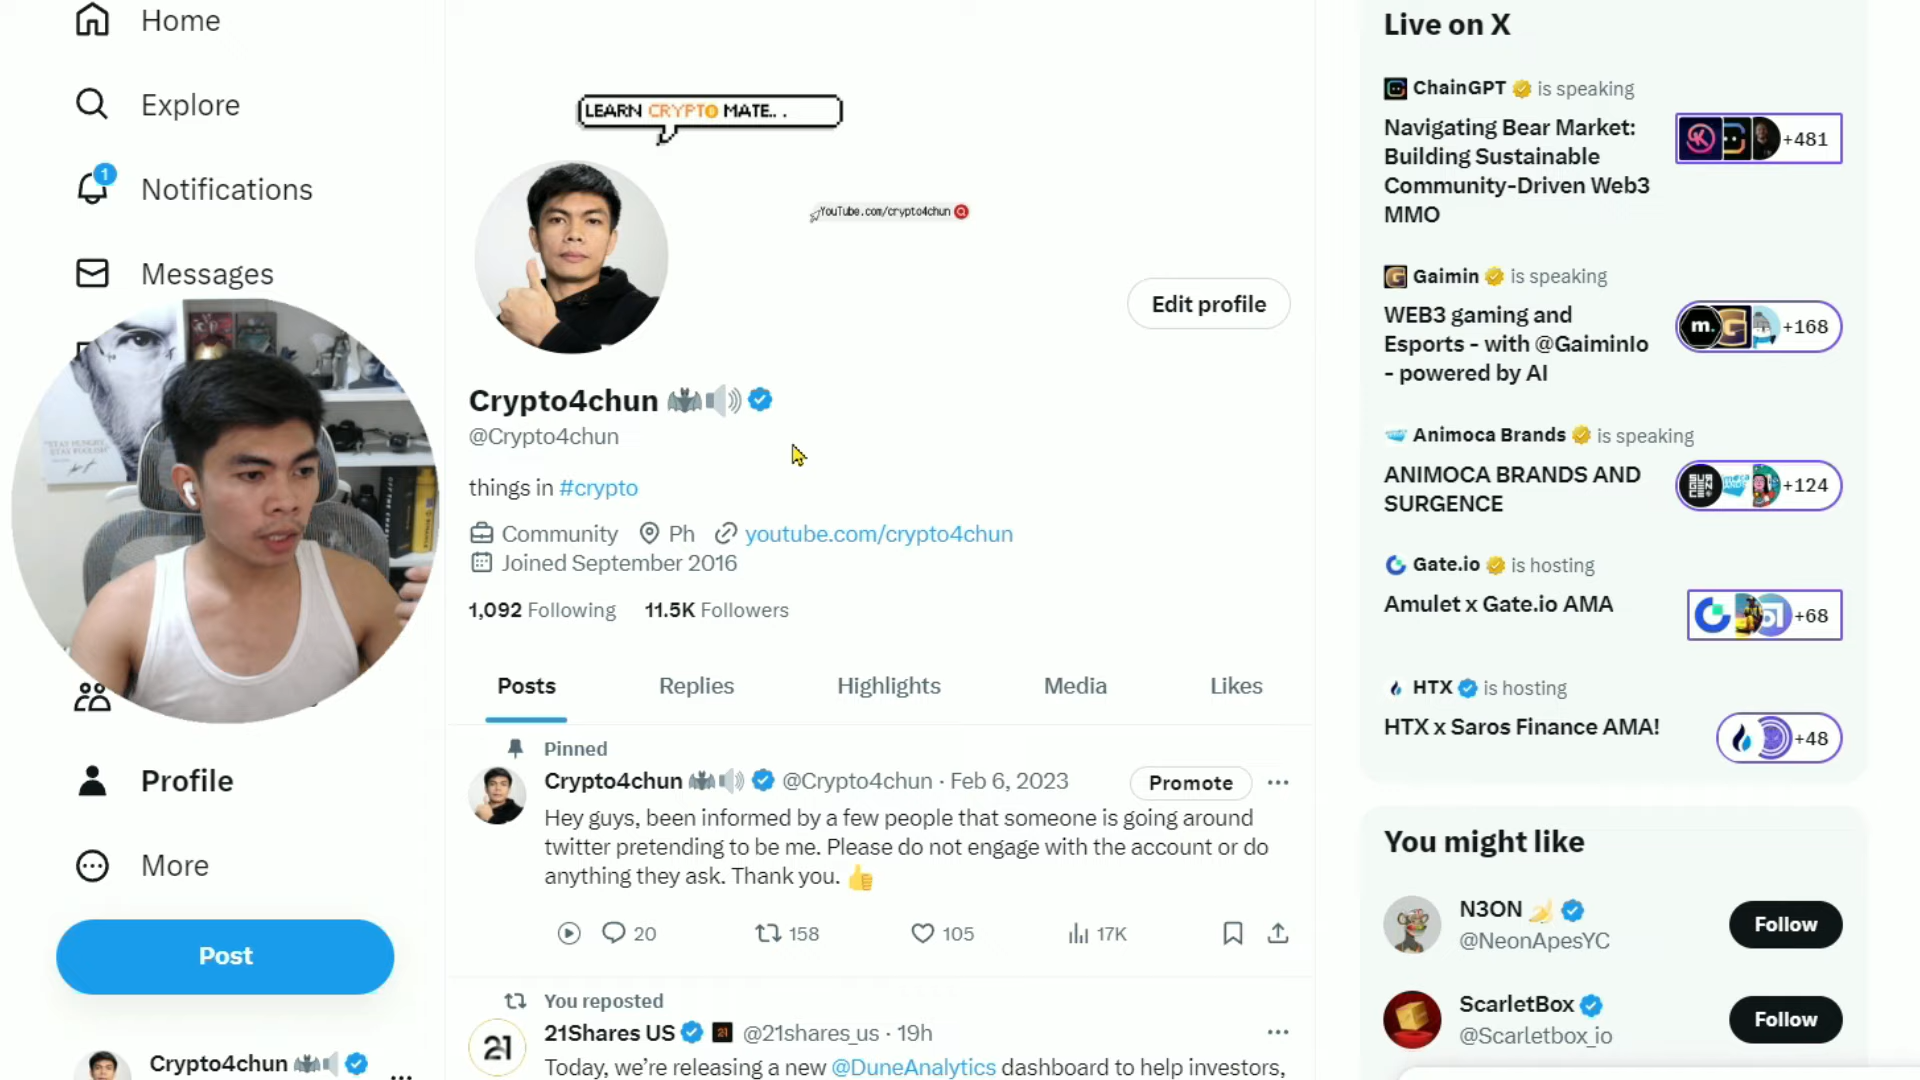 Home
Explore
1
Notifications
Messages
Profile
More
Post
Crypto4chun
LEARN CRYPTO MATE.. .
YouTube.com/crypto4chun
Edit profile
Crypto4chun
@Crypto4chun
things in #crypto
Community Ph youtube.com/crypto4chun
Joined September 2016
1,092 Following 11.5K Followers
Posts Replies Highlights Media Likes
Pinned
Crypto4chun @Crypto4chun · Feb 6, 2023 Promote
Hey guys, been informed by a few people that someone is going around
twitter pretending to be me. Please do not engage with the account or do
anything they ask. Thank you.
20 158 105 17K
You reposted
21Shares US 21 @21shares_us · 19h
21
Today, we're releasing a new @DuneAnalytics dashboard to help investors,
Live on X
ChainGPT is speaking
Navigating Bear Market:
Building Sustainable
Community-Driven Web3
MMO
+481
Gaimin is speaking
WEB3 gaming and
Esports - with @GaiminIo
- powered by AI
m. G +168
Animoca Brands is speaking
ANIMOCA BRANDS AND
SURGENCE
+124
Gate.io is hosting
Amulet x Gate.io AMA
+68
HTX is hosting
HTX x Saros Finance AMA!
+48
You might like
N3ON
@NeonApesYC
Follow
ScarletBox
@Scarletbox_io
Follow
STAY HUNGRY.
STAY FOOLISH